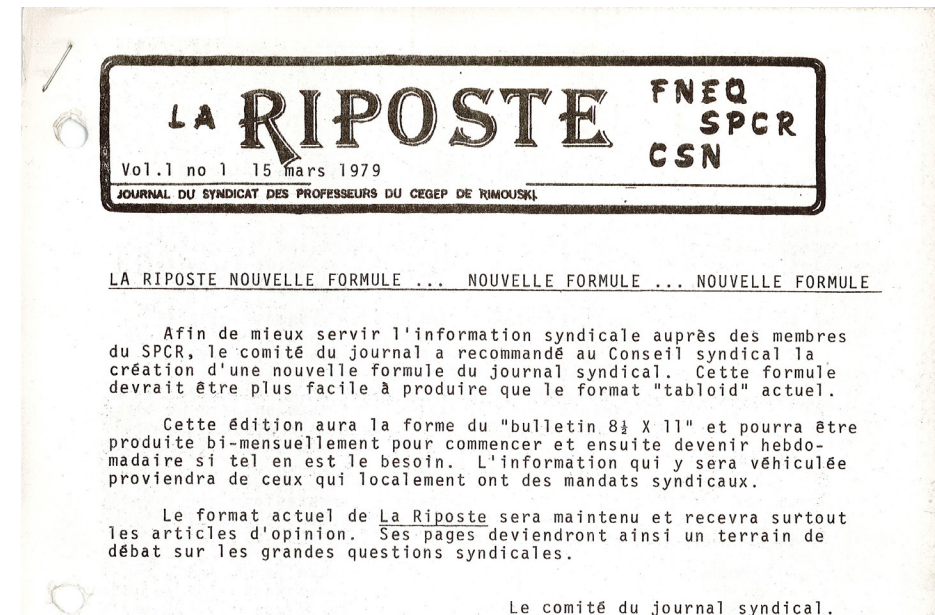 LA RIPOSTE
FNEQ
SPCR
CSN
Vol.1 no 1 15 mars 1979
JOURNAL DU SYNDICAT DES PROFESSEURS DU CEGEP DE RIMOUSKI
LA RIPOSTE NOUVELLE FORMULE ... NOUVELLE FORMULE ... NOUVELLE FORMULE
Afin de mieux servir l'information syndicale auprès des membres
du SPCR, le comité du journal a recommandé au Conseil syndical la
création d'une nouvelle formule du journal syndical. Cette formule
devrait être plus facile à produire que le format "tabloid" actuel.
Cette édition aura la forme du "bulletin 8½ X 11" et pourra être
produite bi-mensuellement pour commencer et ensuite devenir hebdo-
madaire si tel en est le besoin. L'information qui y sera véhiculée
proviendra de ceux qui localement ont des mandats syndicaux.
Le format actuel de La Riposte sera maintenu et recevra surtout
les articles d'opinion. Ses pages deviendront ainsi un terrain de
débat sur les grandes questions syndicales.
Le comité du journal syndical.